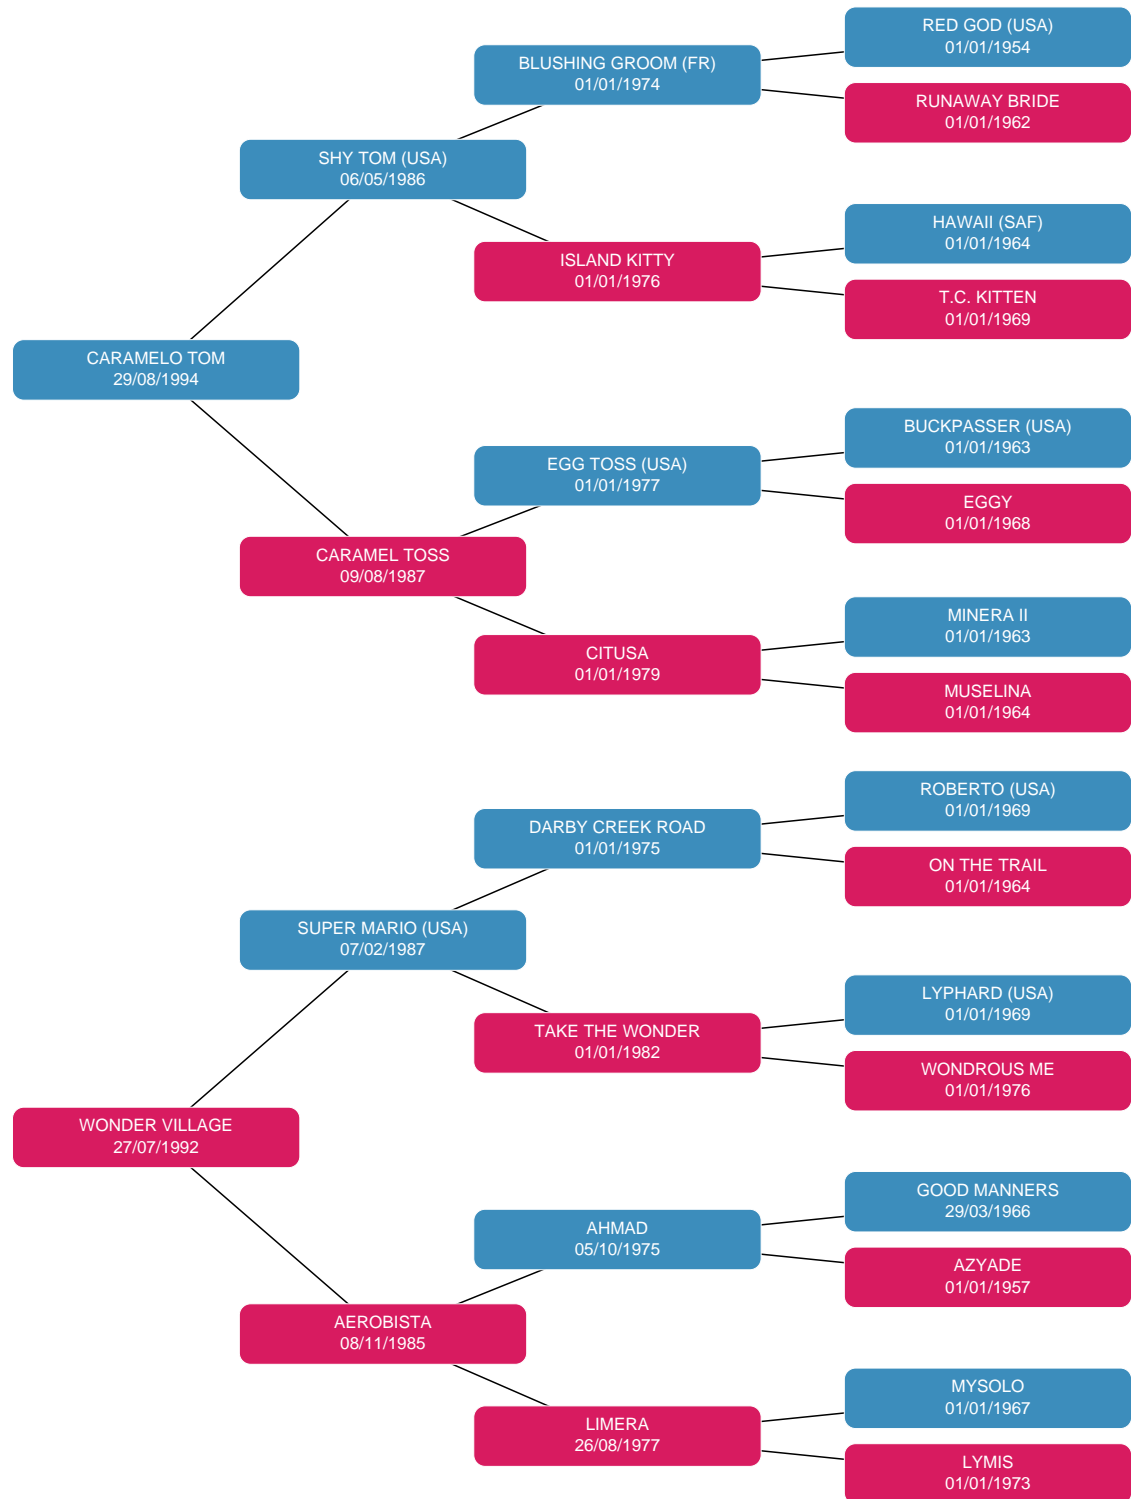 RED GOD (USA)
01/01/1954
BLUSHING GROOM (FR)
01/01/1974
RUNAWAY BRIDE
01/01/1962
SHY TOM (USA)
06/05/1986
HAWAII (SAF)
01/01/1964
ISLAND KITTY
01/01/1976
T.C. KITTEN
01/01/1969
CARAMELO TOM
29/08/1994
BUCKPASSER (USA)
01/01/1963
EGG TOSS (USA)
01/01/1977
EGGY
01/01/1968
CARAMEL TOSS
09/08/1987
MINERA II
01/01/1963
CITUSA
01/01/1979
MUSELINA
01/01/1964
ROBERTO (USA)
01/01/1969
DARBY CREEK ROAD
01/01/1975
ON THE TRAIL
01/01/1964
SUPER MARIO (USA)
07/02/1987
LYPHARD (USA)
01/01/1969
TAKE THE WONDER
01/01/1982
WONDROUS ME
01/01/1976
WONDER VILLAGE
27/07/1992
GOOD MANNERS
29/03/1966
AHMAD
05/10/1975
AZYADE
01/01/1957
AEROBISTA
08/11/1985
MYSOLO
01/01/1967
LIMERA
26/08/1977
LYMIS
01/01/1973